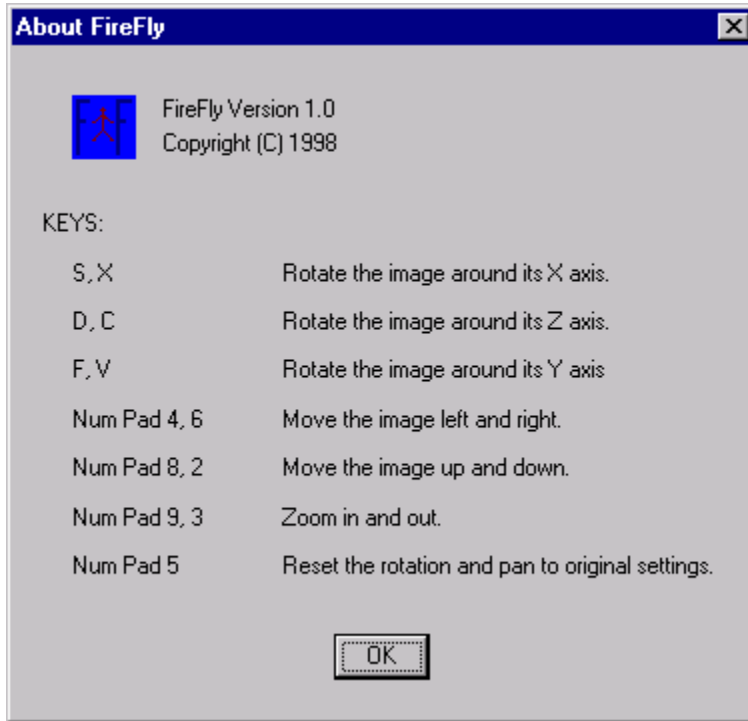 About FireFly
FireFly Version 1.0
Copyright (C) 1998
KEYS:
S, X Rotate the image around its X axis.
D, C Rotate the image around its Z axis.
F, V Rotate the image around its Y axis
Num Pad 4, 6 Move the image left and right.
Num Pad 8, 2 Move the image up and down.
Num Pad 9, 3 Zoom in and out.
Num Pad 5 Reset the rotation and pan to original settings.
OK